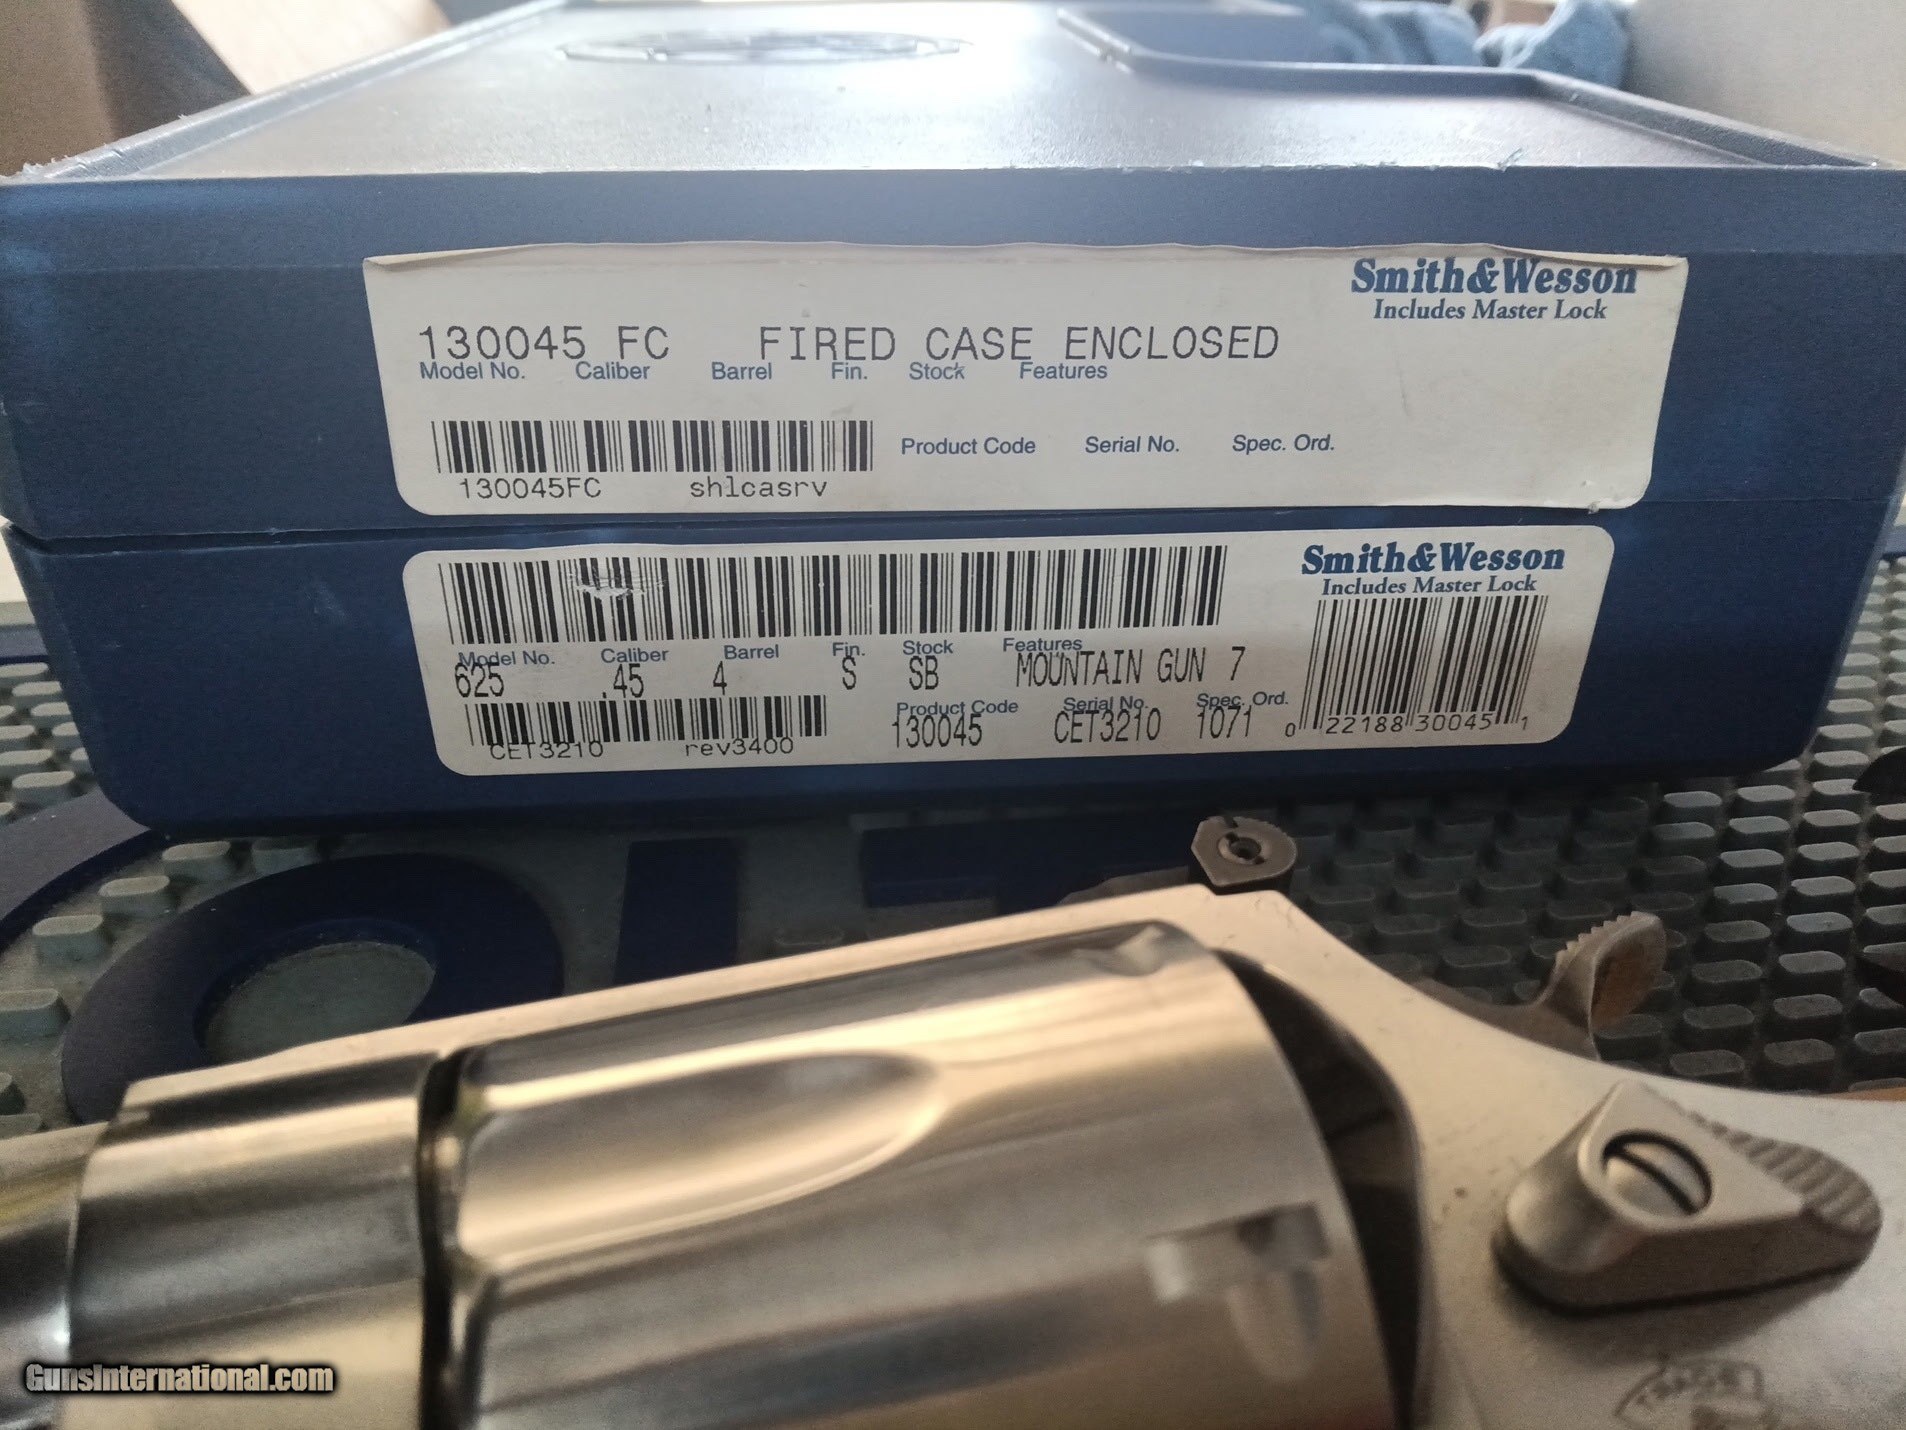 Smith&Wesson
Includes Master Lock
130045 FC FIRED CASE ENCLOSED
Model No. Caliber Barrel Fin. Stock Features
Product Code Serial No. Spec. Ord.
130045FC shlcasrv
Smith&Wesson
Includes Master Lock
Model No. Caliber Barrel Fin. Stock Features
625 .45 4 S SB MOUNTAIN GUN 7
Product Code Serial No. Spec. Ord.
130045 CET3210 1071
CET3210 rev3400
0 22188 30045 1
GunsInternational.com